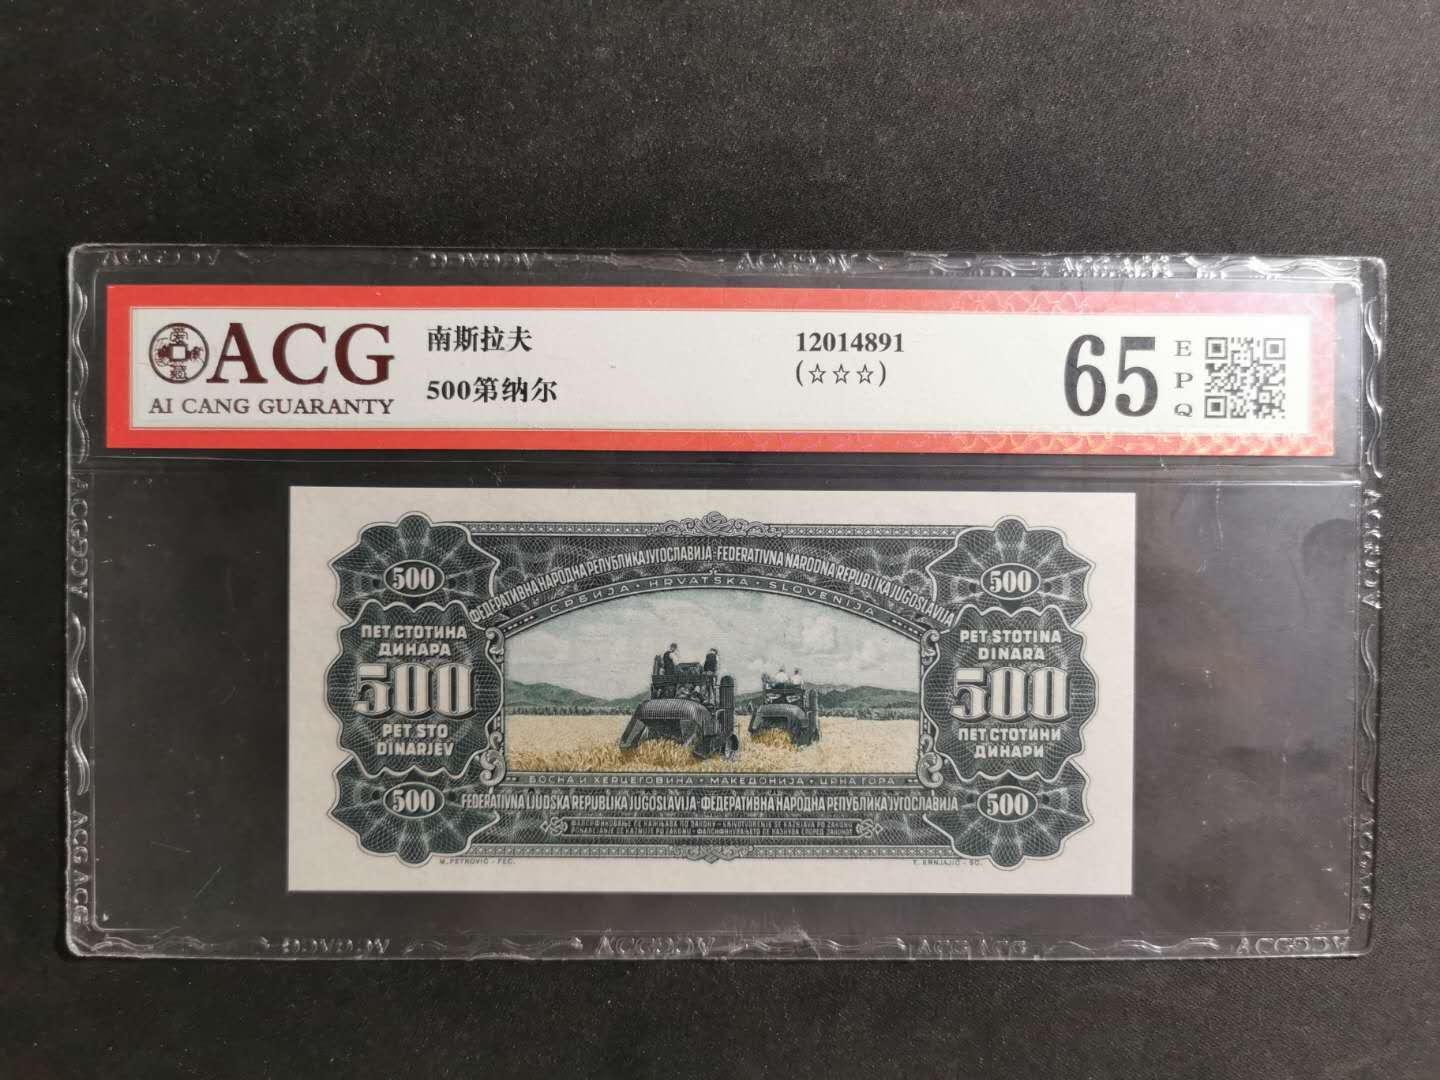 ACG
AI CANG GUARANTY
南斯拉夫
500第纳尔
12014891
(☆☆☆)
65
EPQ
ФЕДЕРАТИВНА НАРОДНА РЕПУБЛИКА ЈУГОСЛАВИЈА · FEDERATIVNA NARODNA REPUBLIKA JUGOSLAVIJA
СРБИЈА · HRVATSKA · SLOVENIJA
500
500
ПЕТ СТОТИНА
ДИНАРА
500
PET STO
DINARJEV
500
PET STOTINA
DINARA
500
ПЕТ СТОТИНИ
ДИНАРИ
500
БОСНА И ХЕРЦЕГОВИНА · МАКЕДОНИЈА · ЦРНА ГОРА
FEDERATIVNA LJUDSKA REPUBLIKA JUGOSLAVIJA · ФЕДЕРАТИВНА НАРОДНА РЕПУБЛИКА ЈУГОСЛАВИЈА
M. PETROVIĆ - FEC.
T. KRNJAJIĆ - SC.